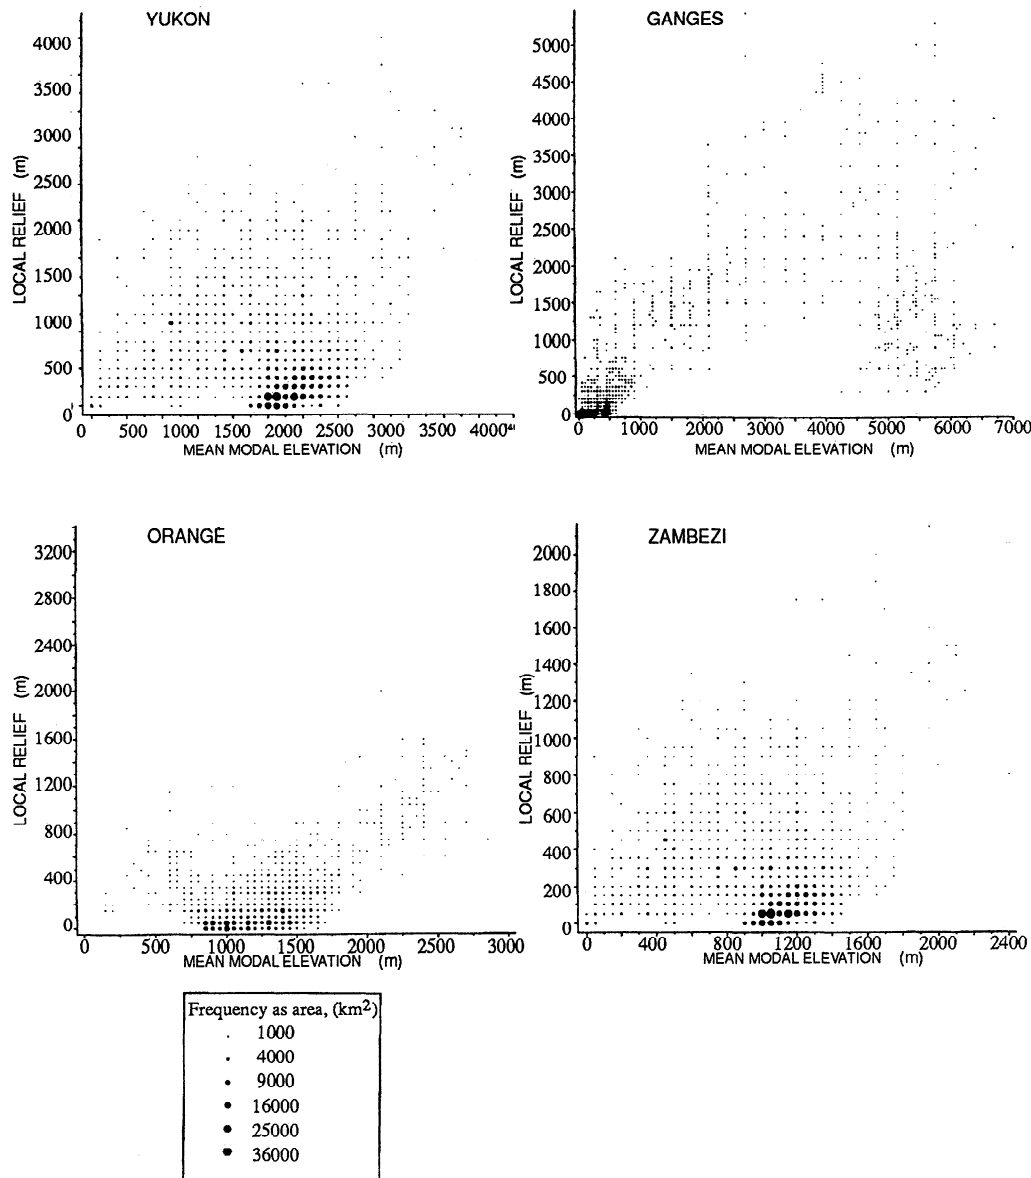 YUKON
4000
3500
3000
2500
2000
1500
1000
500
0
LOCAL RELIEF (m)
0 500 1000 1500 2000 2500 3000 3500 4000
MEAN MODAL ELEVATION (m)
GANGES
5000
4500
4000
3500
3000
2500
2000
1500
1000
500
0
LOCAL RELIEF (m)
0 1000 2000 3000 4000 5000 6000 7000
MEAN MODAL ELEVATION (m)
ORANGE
3200
2800
2400
2000
1600
1200
800
400
0
LOCAL RELIEF (m)
0 500 1000 1500 2000 2500 3000
MEAN MODAL ELEVATION (m)
ZAMBEZI
2000
1800
1600
1400
1200
1000
800
600
400
200
0
LOCAL RELIEF (m)
0 400 800 1200 1600 2000 2400
MEAN MODAL ELEVATION (m)
Frequency as area, (km²)
1000
4000
9000
16000
25000
36000